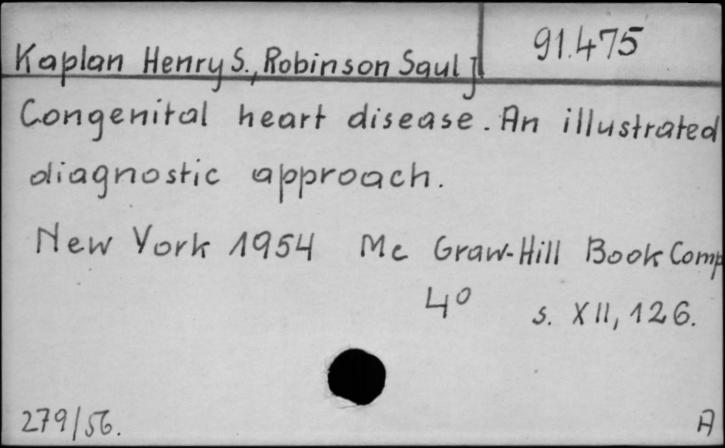 91.475
Kaplan Henry S., Robinson Saul J
Congenital heart disease. An illustrated
diagnostic approach.
New York 1954 Mc Graw-Hill Book Comp
4°
s. XII, 126.
279/56.
A